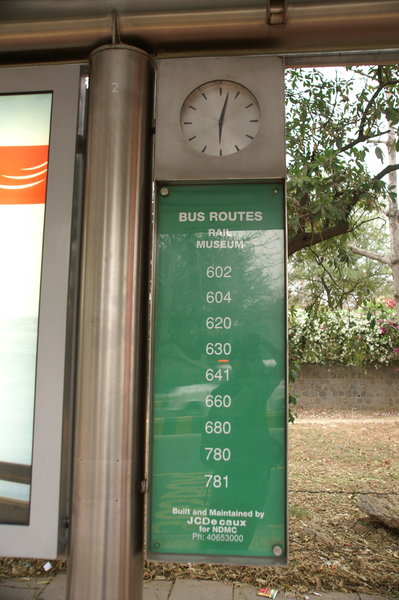 2
BUS ROUTES
RAIL
MUSEUM
602
604
620
630
641
660
680
780
781
Built and Maintained by
JCDecaux
for NDMC
Ph: 40653000